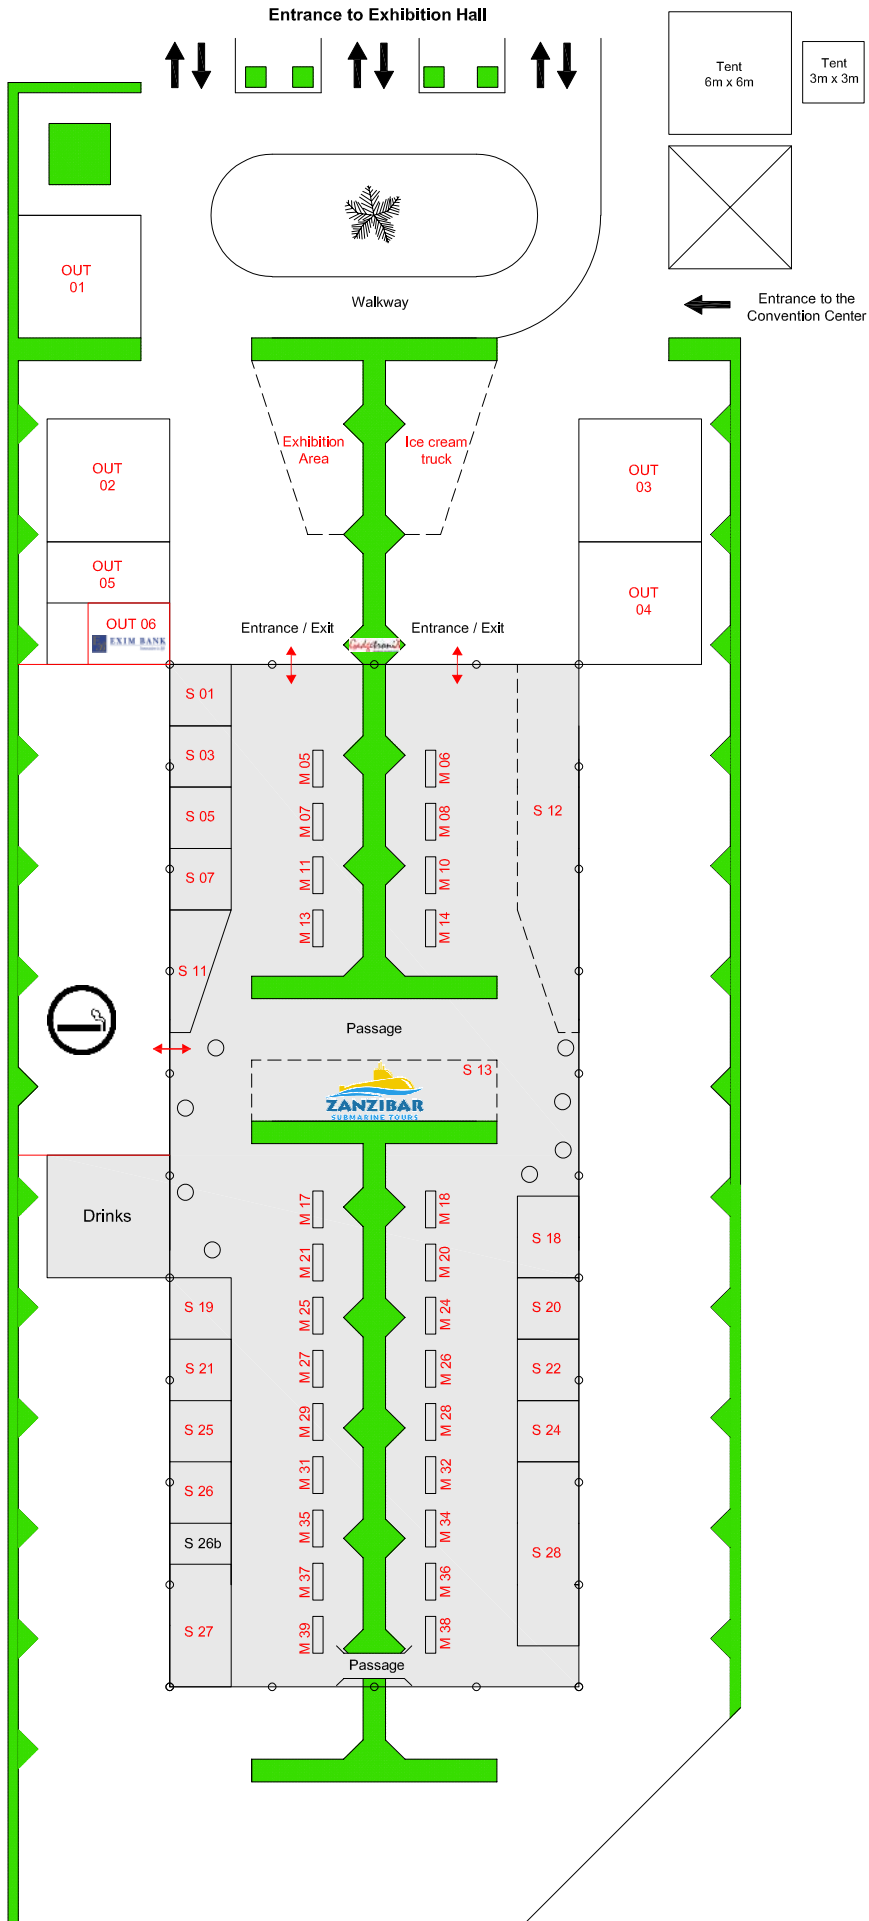 Entrance to Exhibition Hall
Tent
6m x 6m
Tent
3m x 3m
OUT
01
Walkway
Entrance to the
Convention Center
Exhibition
Area
Ice cream
truck
OUT
02
OUT
03
OUT
05
OUT
04
OUT 06
EXIM BANK
Entrance / Exit
Gadgetronix
Entrance / Exit
S 01
S 03
M 05
M 06
S 05
M 07
M 08
S 12
S 07
M 11
M 10
M 13
M 14
S 11
Passage
S 13
ZANZIBAR
SUBMARINE TOURS
Drinks
M 17
M 18
S 18
M 21
M 20
S 19
M 25
M 24
S 20
S 21
M 27
M 26
S 22
S 25
M 29
M 28
S 24
S 26
M 31
M 32
S 26b
M 35
M 34
S 28
M 37
M 36
S 27
M 39
M 38
Passage